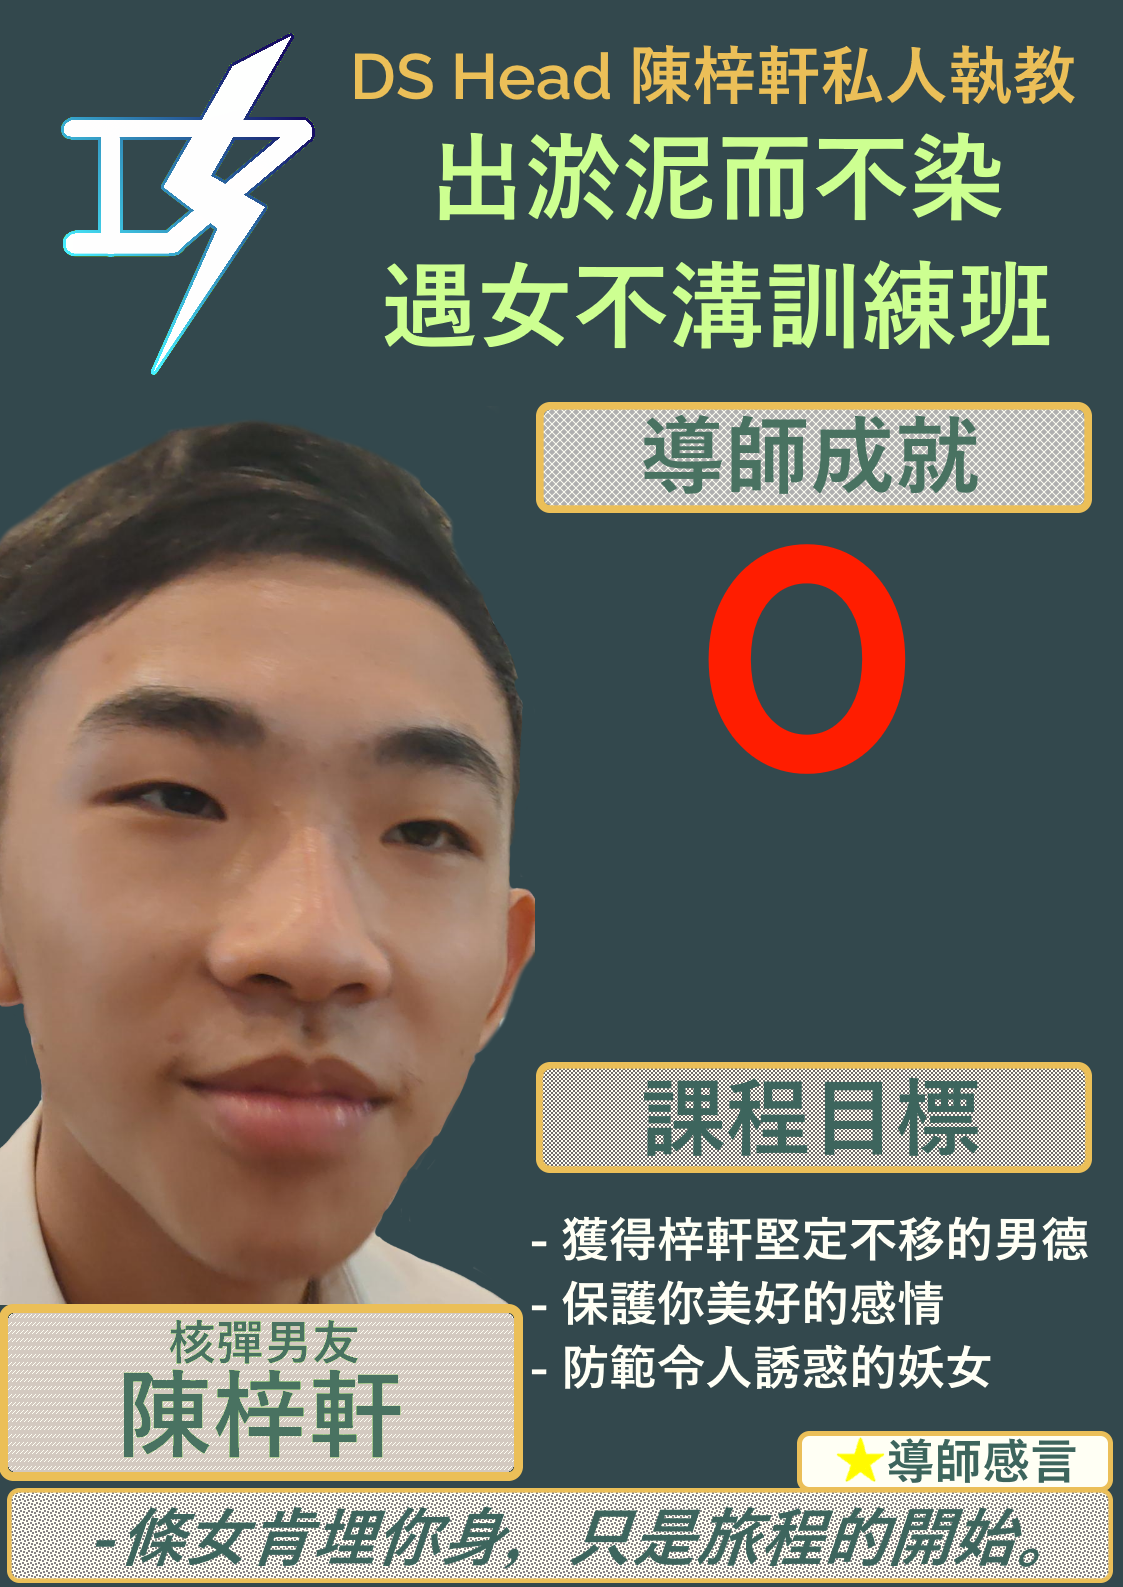 DS
DS Head 陳梓軒私人執教
出淤泥而不染
遇女不溝訓練班
導師成就
0
課程目標
- 獲得梓軒堅定不移的男德
- 保護你美好的感情
- 防範令人誘惑的妖女
核彈男友
陳梓軒
★導師感言
-條女肯埋你身，只是旅程的開始。